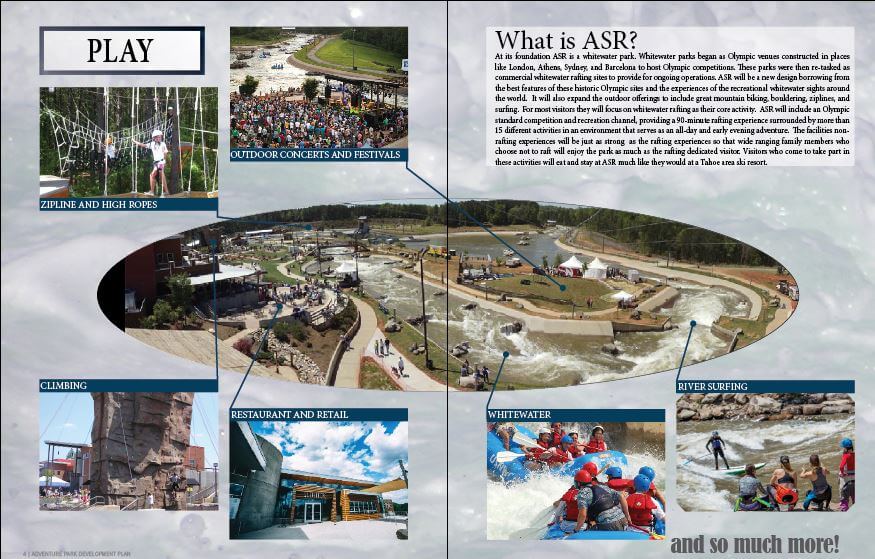 PLAY
OUTDOOR CONCERTS AND FESTIVALS
ZIPLINE AND HIGH ROPES
What is ASR?
At its foundation ASR is a whitewater park. Whitewater parks began as Olympic venues constructed in places
like London, Athens, Sydney, and Barcelona to host Olympic competitions. These parks were then re-tasked as
commercial whitewater rafting sites to provide for ongoing operations. ASR will be a new design borrowing from
the best features of these historic Olympic sites and the experiences of the recreational whitewater sights around
the world.  It will also expand the outdoor offerings to include great mountain biking, bouldering, ziplines, and
surfing.  For most visitors they will focus on whitewater rafting as their core activity.  ASR will include an Olympic
standard competition and recreation channel, providing a 90-minute rafting experience surrounded by more than
15 different activities in an environment that serves as an all-day and early evening adventure.  The facilities non-
rafting experiences will be just as strong  as the rafting experiences so that wide ranging family members who
choose not to raft will enjoy the park as much as the rafting dedicated visitor. Visitors who come to take part in
these activities will eat and stay at ASR much like they would at a Tahoe area ski resort.
CLIMBING
RESTAURANT AND RETAIL
WHITEWATER
RIVER SURFING
and so much more!
4 | ADVENTURE PARK DEVELOPMENT PLAN